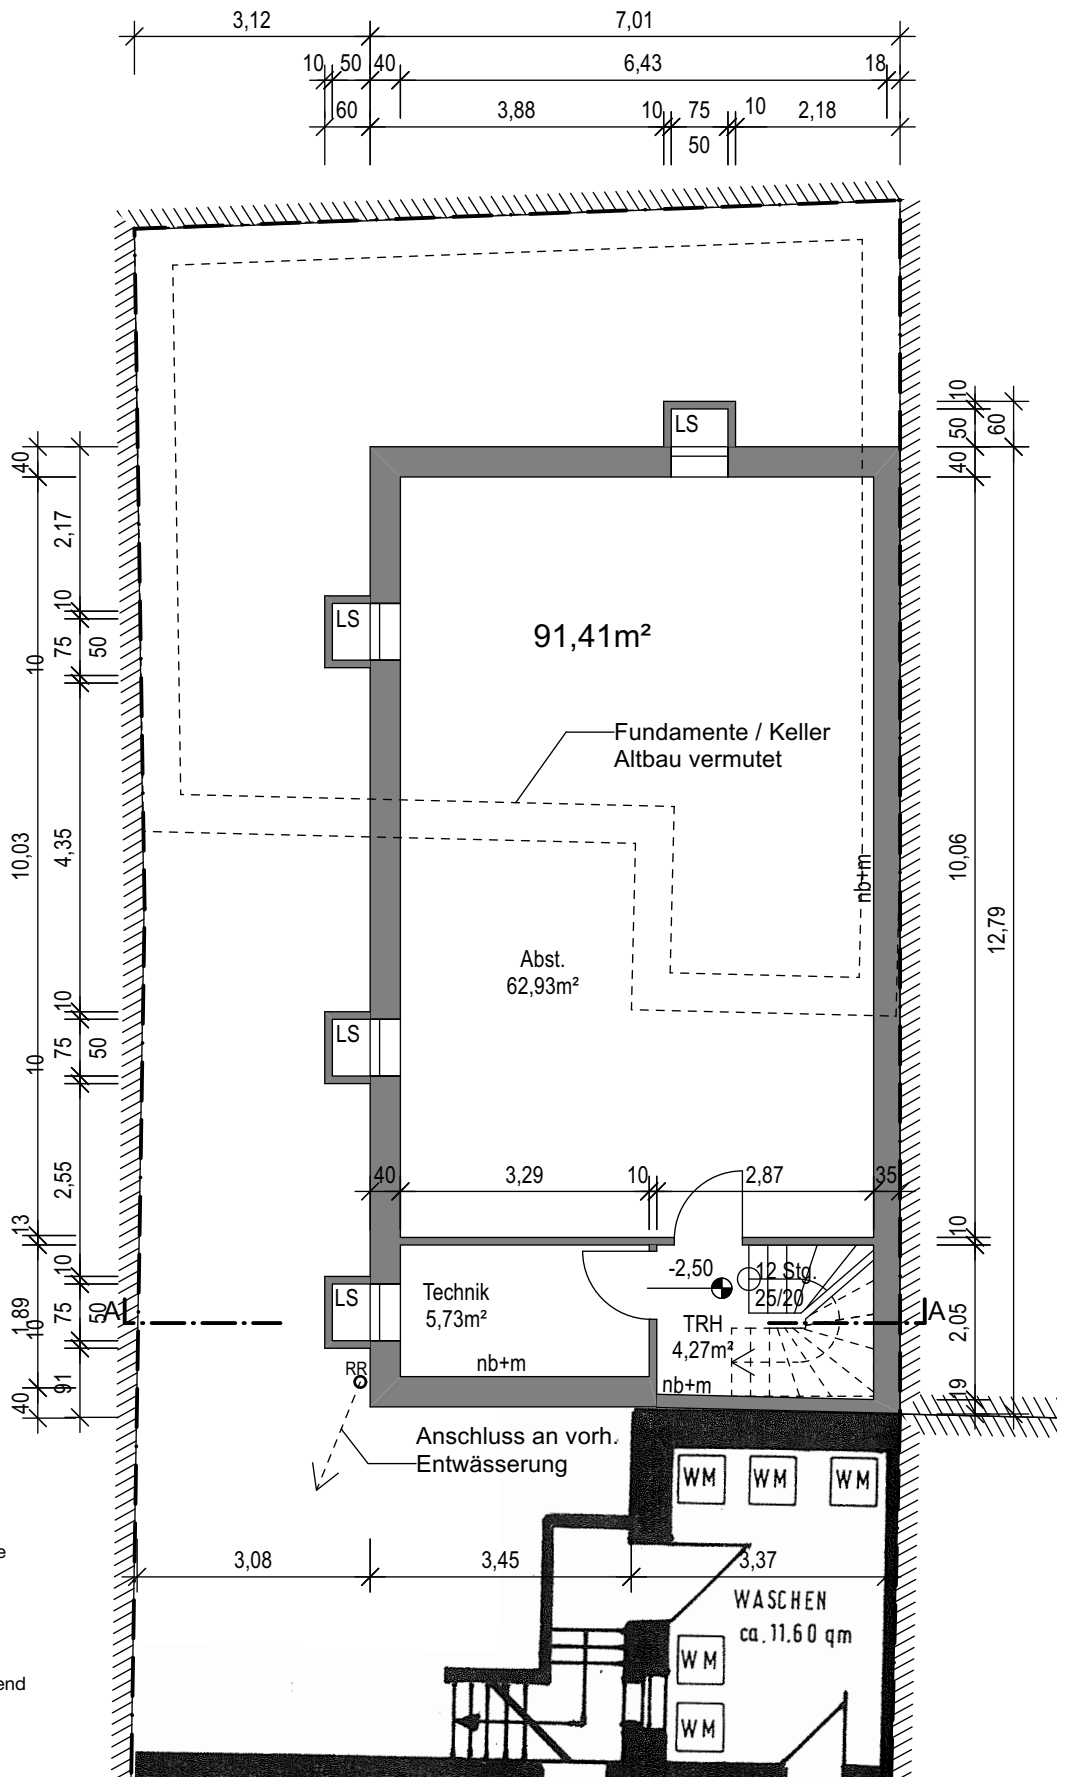 3,12
7,01
10
50
40
6,43
18
60
3,88
10
75
10
2,18
50
LS
10
50
60
40
40
2,17
10
75
50
10
LS
91,41m²
Fundamente / Keller
Altbau vermutet
10,03
4,35
nb+m
10,06
12,79
Abst.
62,93m²
10
75
50
10
LS
2,55
40
3,29
10
2,87
35
13
10
10
1,89
75
50
10
A
LS
Technik
5,73m²
-2,50
12 Stg.
25/20
TRH
4,27m²
A
2,05
nb+m
nb+m
RR
91
40
19
Anschluss an vorh.
Entwässerung
WM
WM
WM
e
3,08
3,45
3,37
WASCHEN
ca. 11.60 qm
WM
WM
end